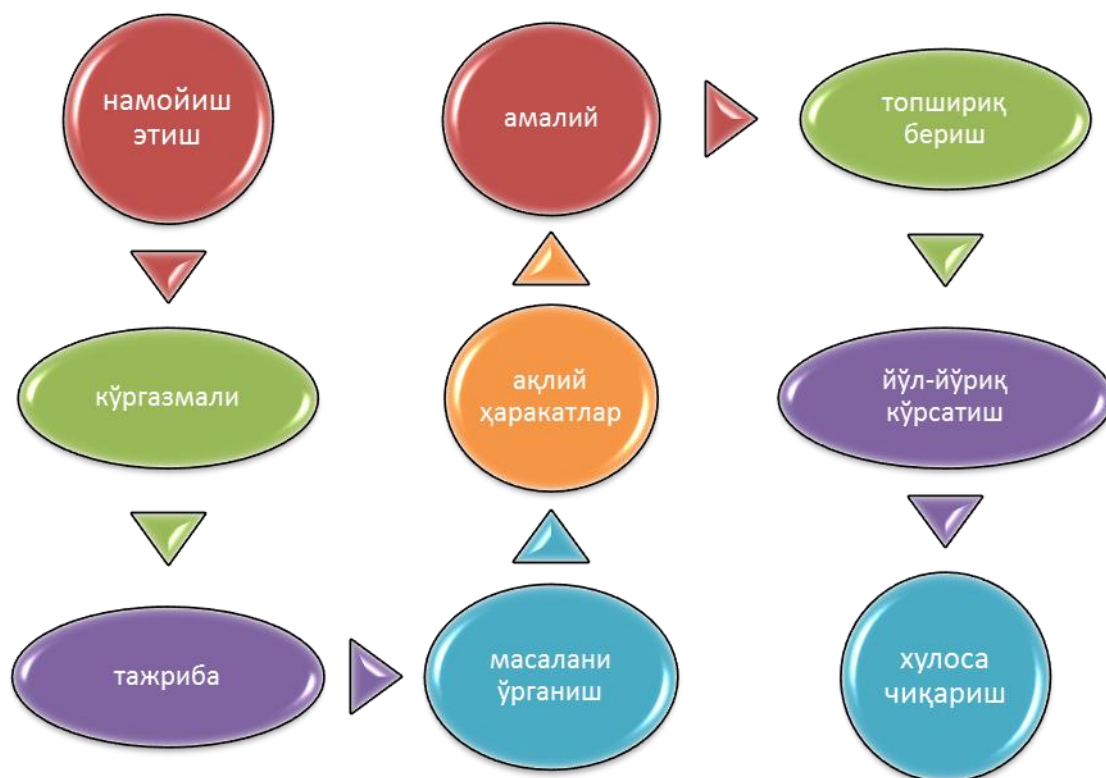 намойиш
этиш
кўргазмали
тажриба
масалани
ўрганиш
ақлий
ҳаракатлар
амалий
топшириқ
бериш
йўл-йўриқ
кўрсатиш
хулоса
чиқариш